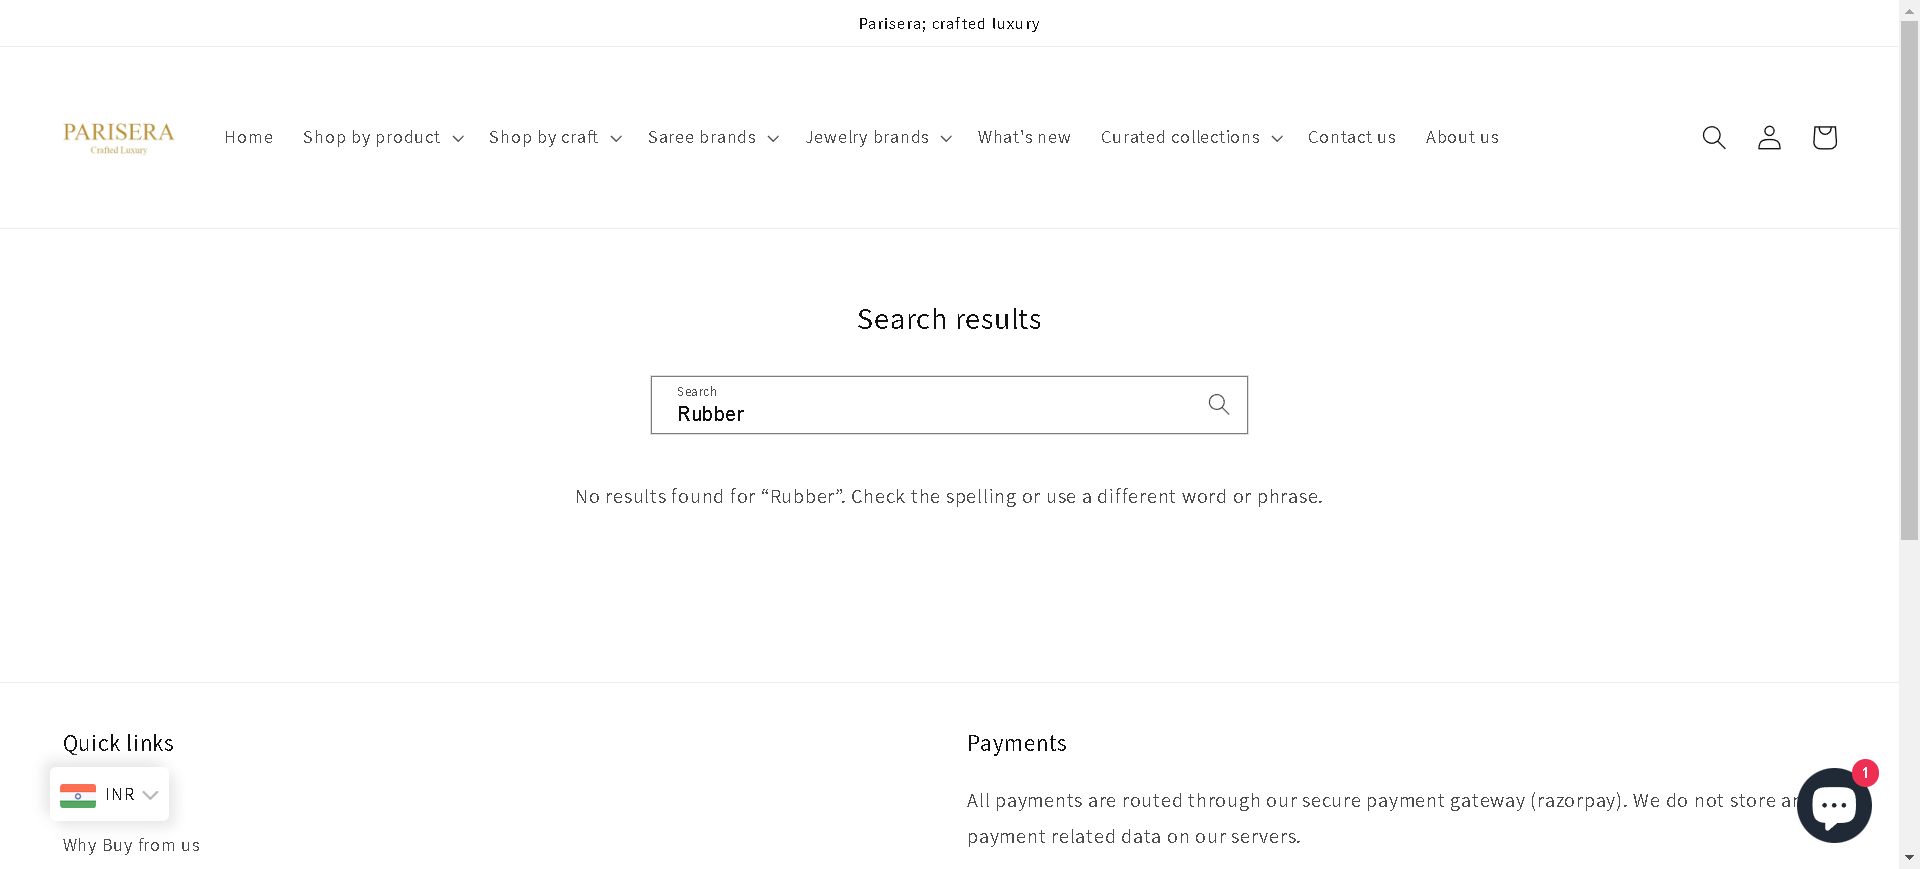 Parisera; crafted luxury
PARISERA
Crafted Luxury
Home Shop by product Shop by craft Saree brands Jewelry brands What's new Curated collections Contact us About us
Search results
Search
Rubber
No results found for “Rubber”. Check the spelling or use a different word or phrase.
Quick links
INR
Why Buy from us
Payments
All payments are routed through our secure payment gateway (razorpay). We do not store
payment related data on our servers.
1